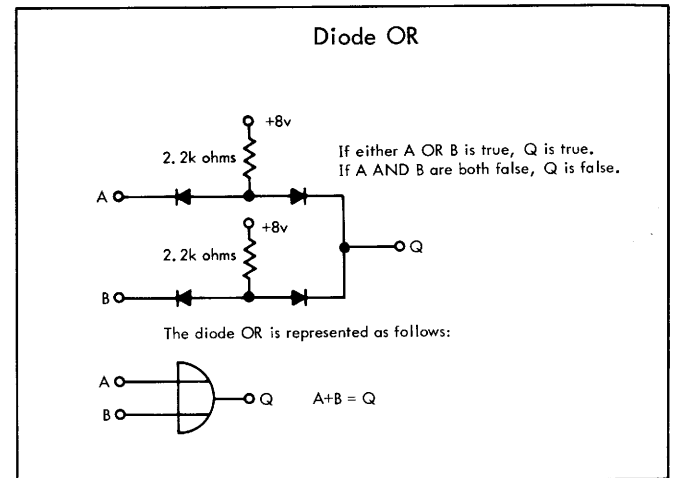 Diode OR
+8v
2.2k ohms
If either A OR B is true, Q is true.
If A AND B are both false, Q is false.
A
+8v
2.2k ohms
Q
B
The diode OR is represented as follows:
A
B
Q
A+B = Q